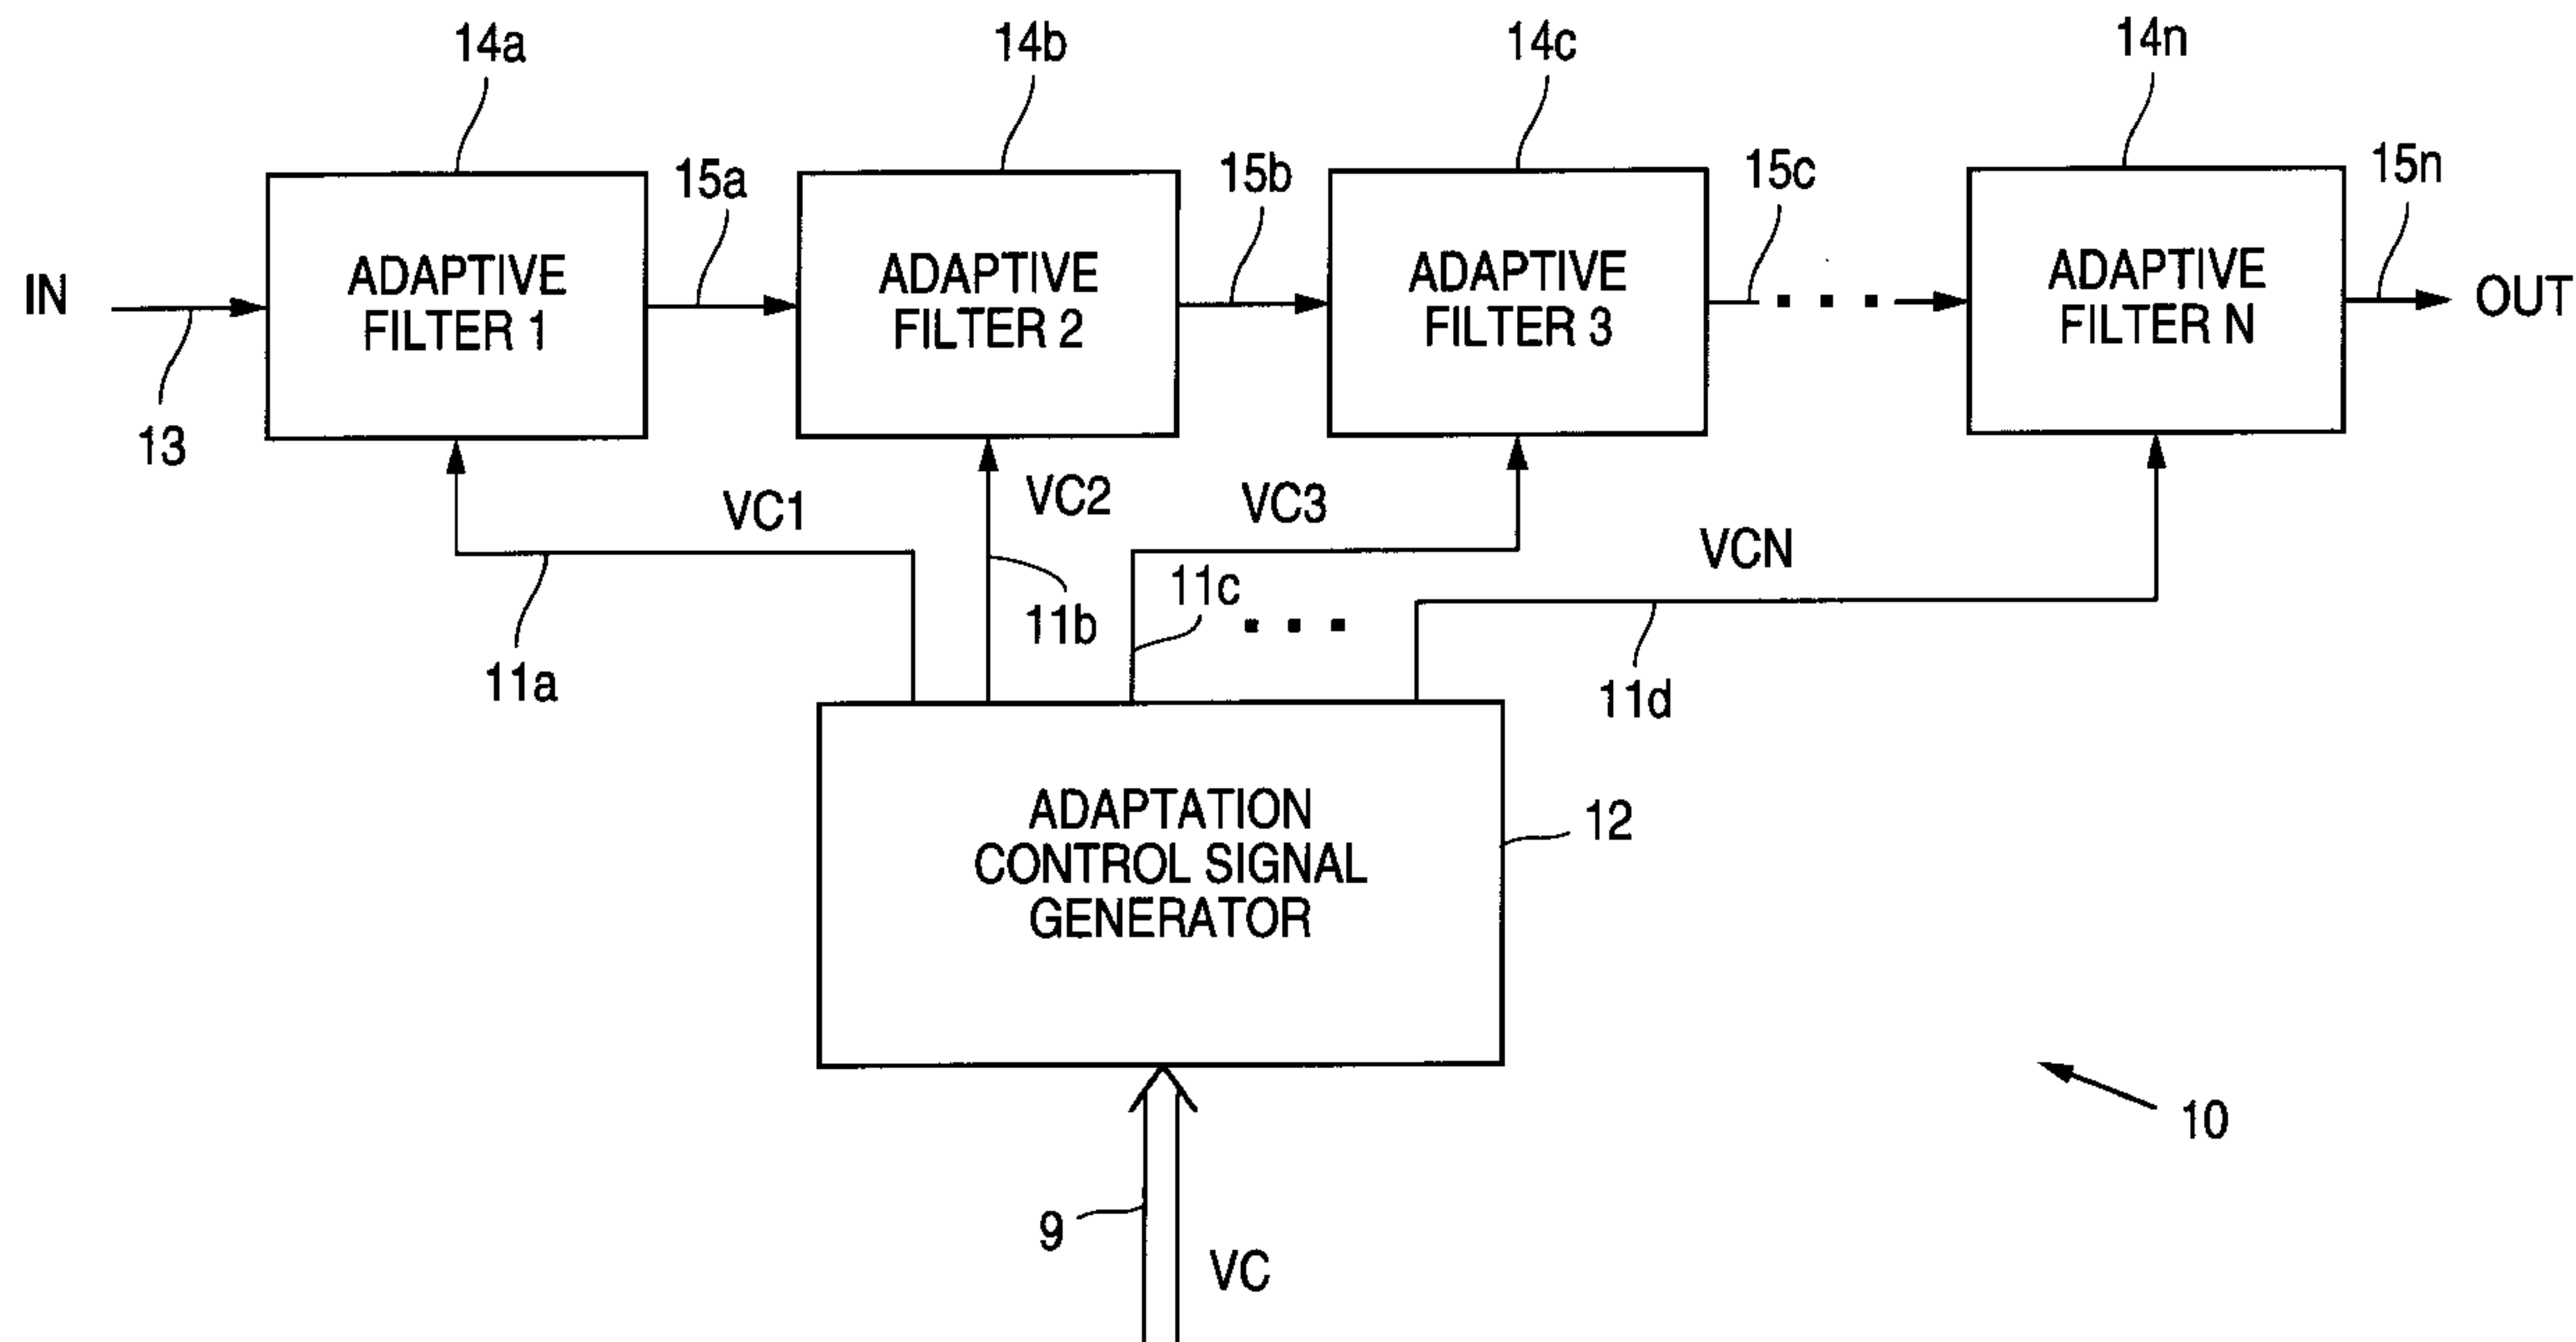 14a
14b
14c
14n
15a
15b
15c
15n
IN
ADAPTIVE
FILTER 1
ADAPTIVE
FILTER 2
ADAPTIVE
FILTER 3
ADAPTIVE
FILTER N
OUT
13
VC1
VC2
VC3
VCN
11a
11b
11c
11d
ADAPTATION
CONTROL SIGNAL
GENERATOR
12
10
9
VC